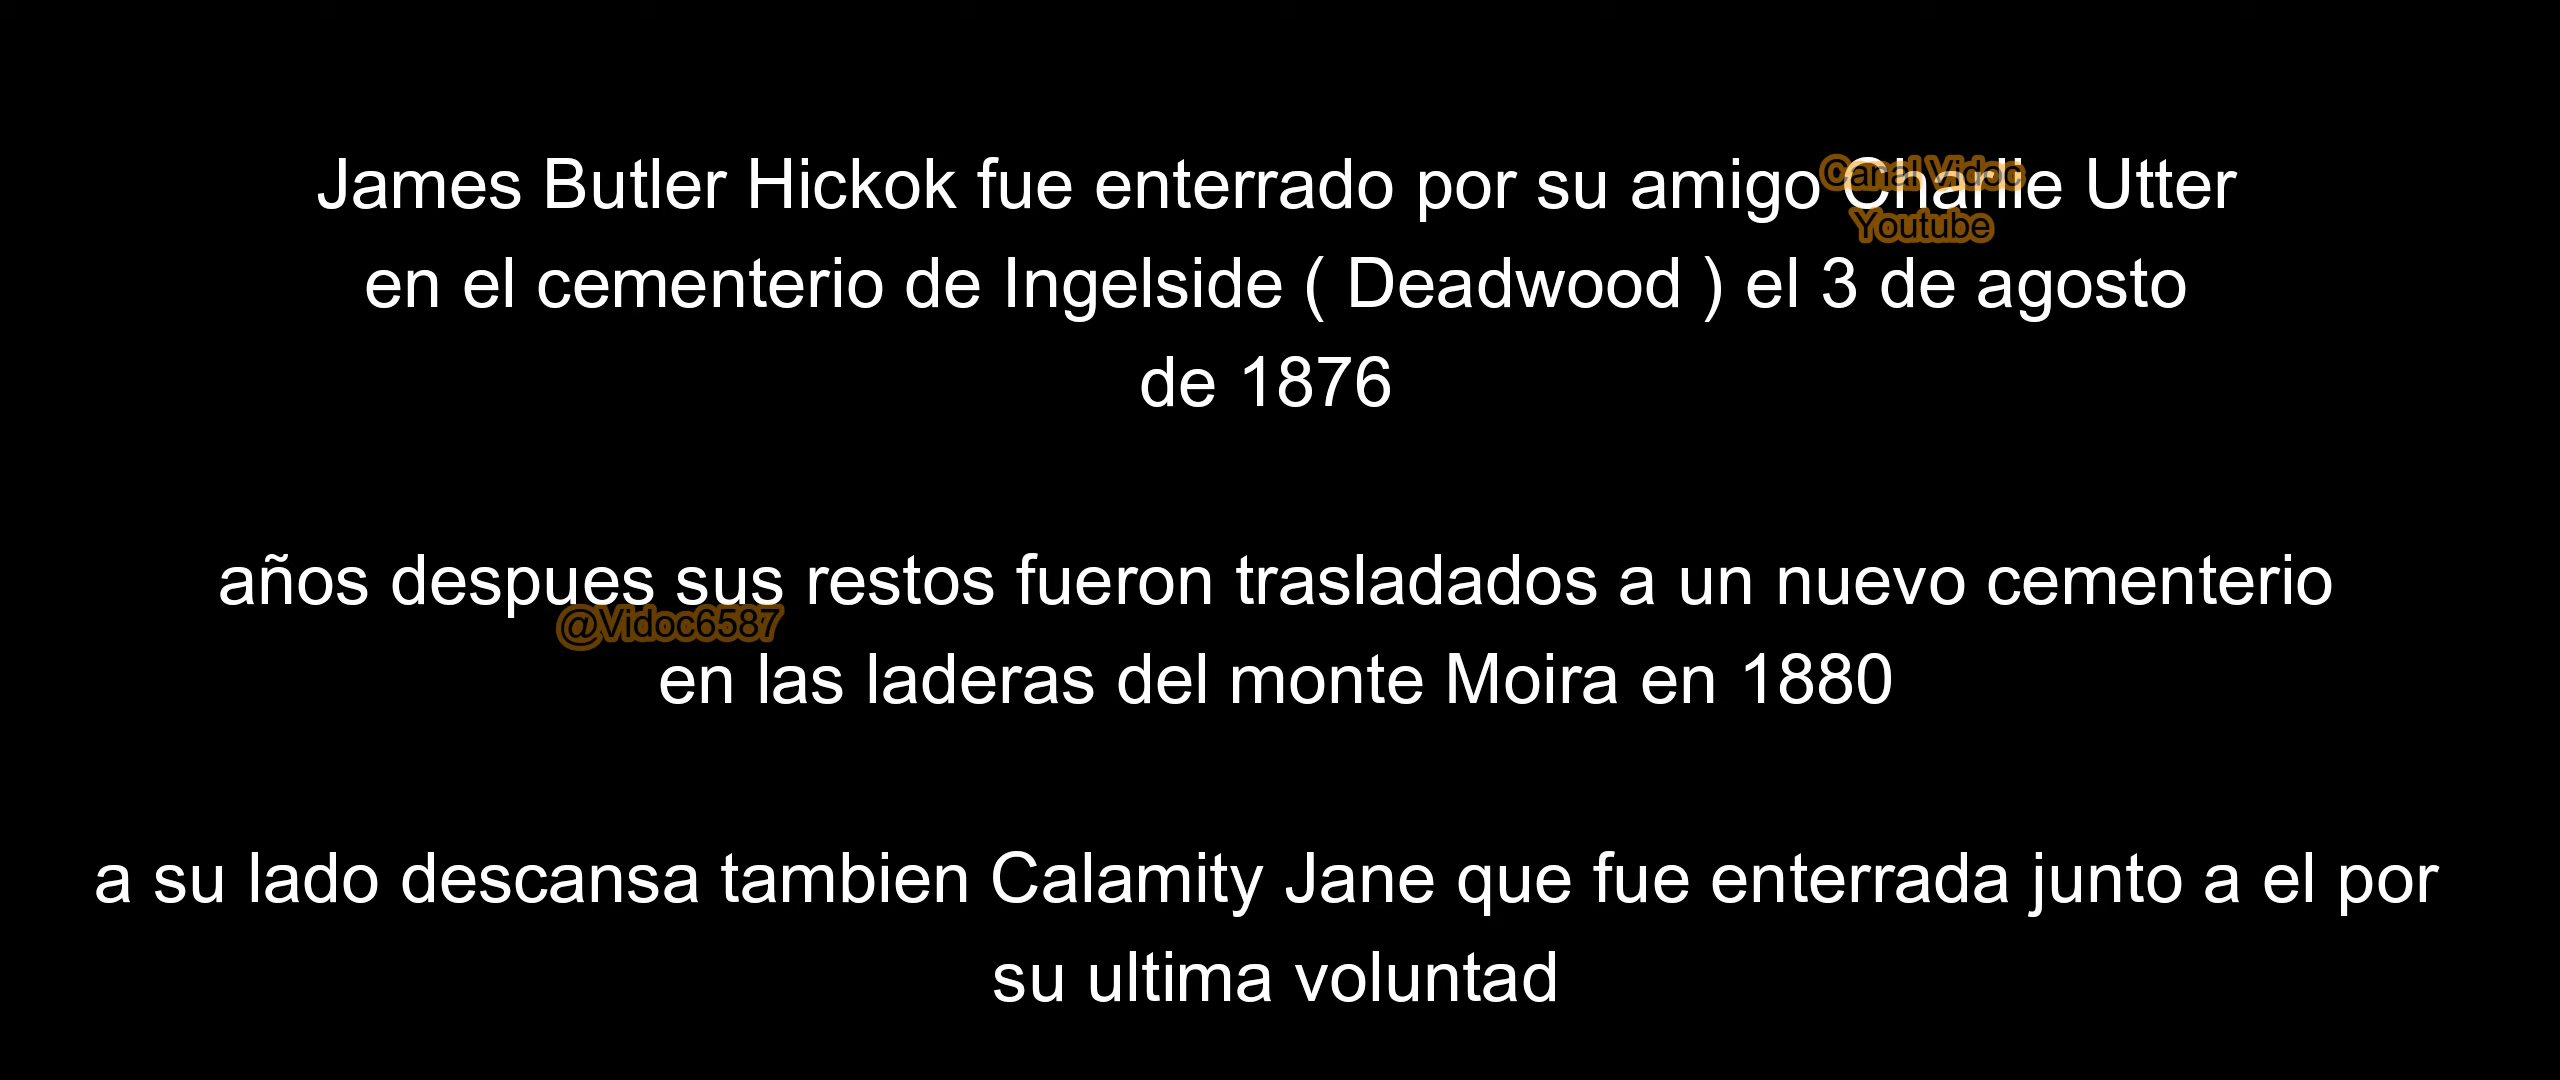 James Butler Hickok fue enterrado por su amigo Charlie Utter
Canal Vidoc
Youtube
en el cementerio de Ingelside ( Deadwood ) el 3 de agosto
de 1876
años despues sus restos fueron trasladados a un nuevo cementerio
@Vidoc6587
en las laderas del monte Moira en 1880
a su lado descansa tambien Calamity Jane que fue enterrada junto a el por
su ultima voluntad